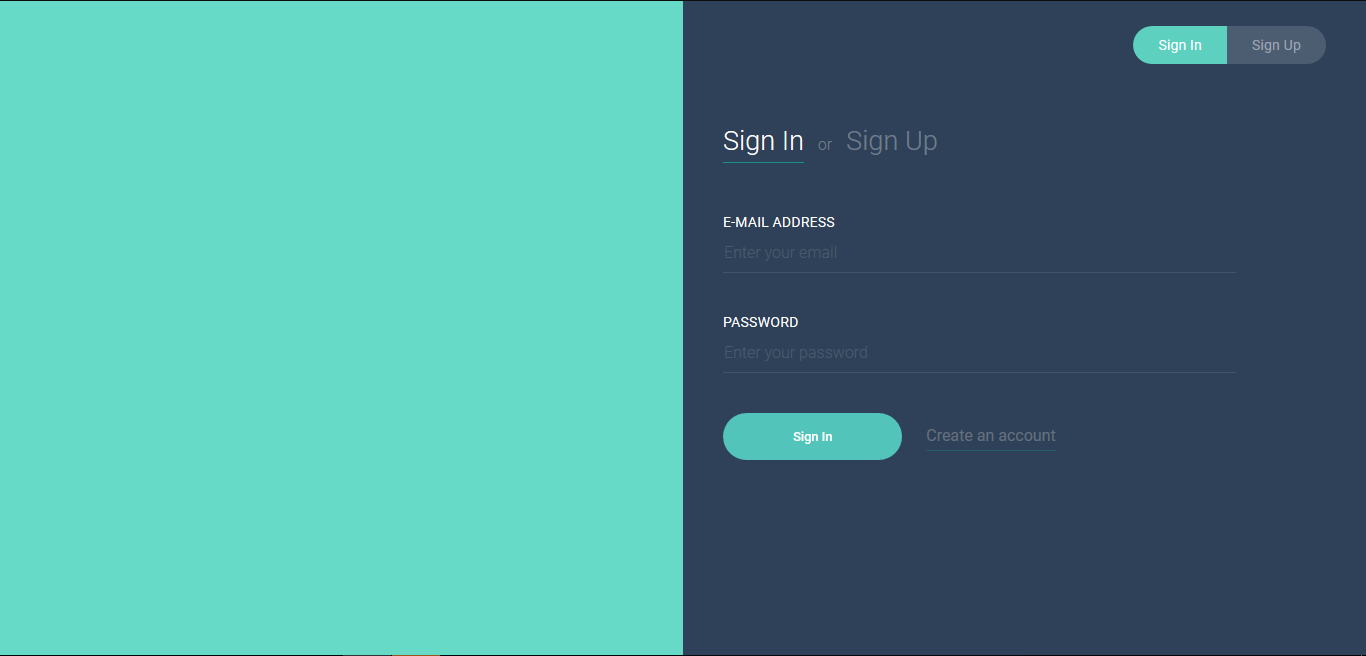 Sign In Sign Up
Sign In or Sign Up
E-MAIL ADDRESS
Enter your email
PASSWORD
Enter your password
Sign In Create an account